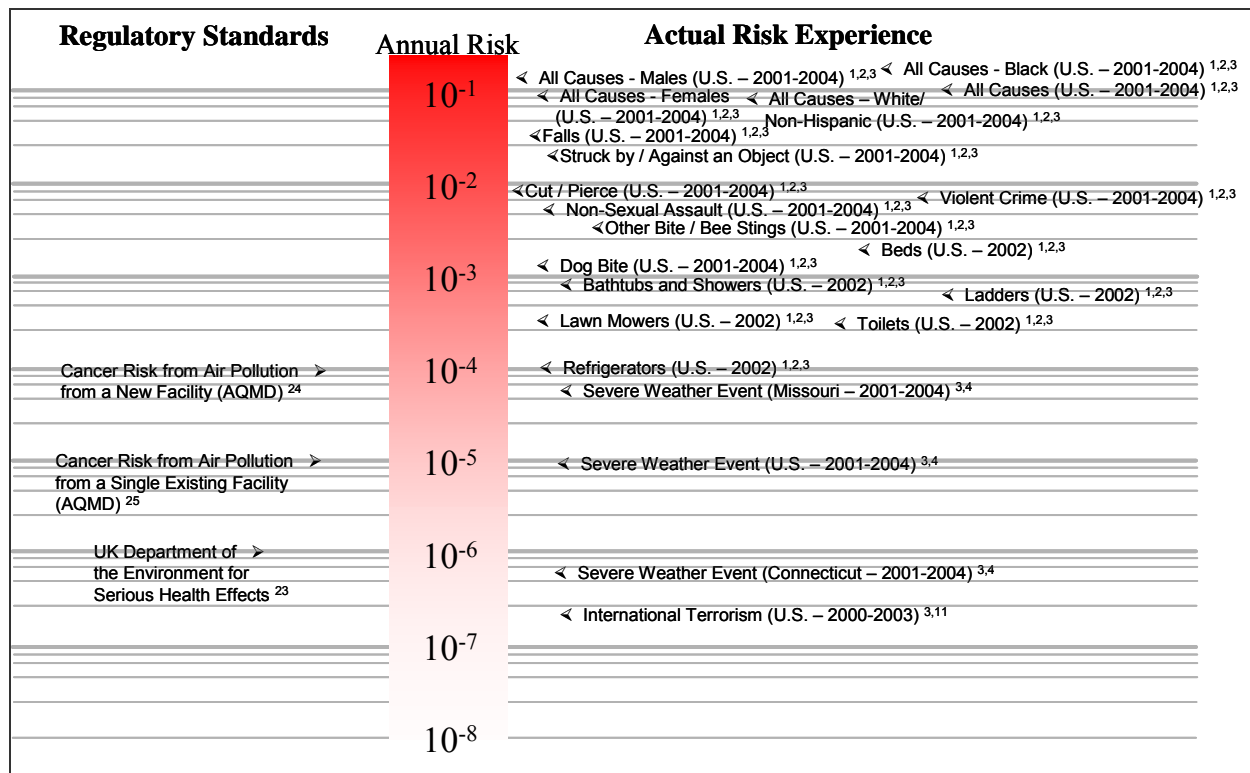 Regulatory Standards
Annual Risk
Actual Risk Experience
All Causes - Males (U.S. – 2001-2004) 1,2,3
All Causes - Black (U.S. – 2001-2004) 1,2,3
All Causes - Females
(U.S. – 2001-2004) 1,2,3
All Causes – White/
Non-Hispanic (U.S. – 2001-2004) 1,2,3
All Causes (U.S. – 2001-2004) 1,2,3
10-1
Falls (U.S. – 2001-2004) 1,2,3
Struck by / Against an Object (U.S. – 2001-2004) 1,2,3
10-2
Cut / Pierce (U.S. – 2001-2004) 1,2,3
Violent Crime (U.S. – 2001-2004) 1,2,3
Non-Sexual Assault (U.S. – 2001-2004) 1,2,3
Other Bite / Bee Stings (U.S. – 2001-2004) 1,2,3
Beds (U.S. – 2002) 1,2,3
Dog Bite (U.S. – 2001-2004) 1,2,3
10-3
Bathtubs and Showers (U.S. – 2002) 1,2,3
Ladders (U.S. – 2002) 1,2,3
Lawn Mowers (U.S. – 2002) 1,2,3
Toilets (U.S. – 2002) 1,2,3
Cancer Risk from Air Pollution
from a New Facility (AQMD) 24
10-4
Refrigerators (U.S. – 2002) 1,2,3
Severe Weather Event (Missouri – 2001-2004) 3,4
Cancer Risk from Air Pollution
from a Single Existing Facility
(AQMD) 25
10-5
Severe Weather Event (U.S. – 2001-2004) 3,4
UK Department of
the Environment for
Serious Health Effects 23
10-6
Severe Weather Event (Connecticut – 2001-2004) 3,4
International Terrorism (U.S. – 2000-2003) 3,11
10-7
10-8